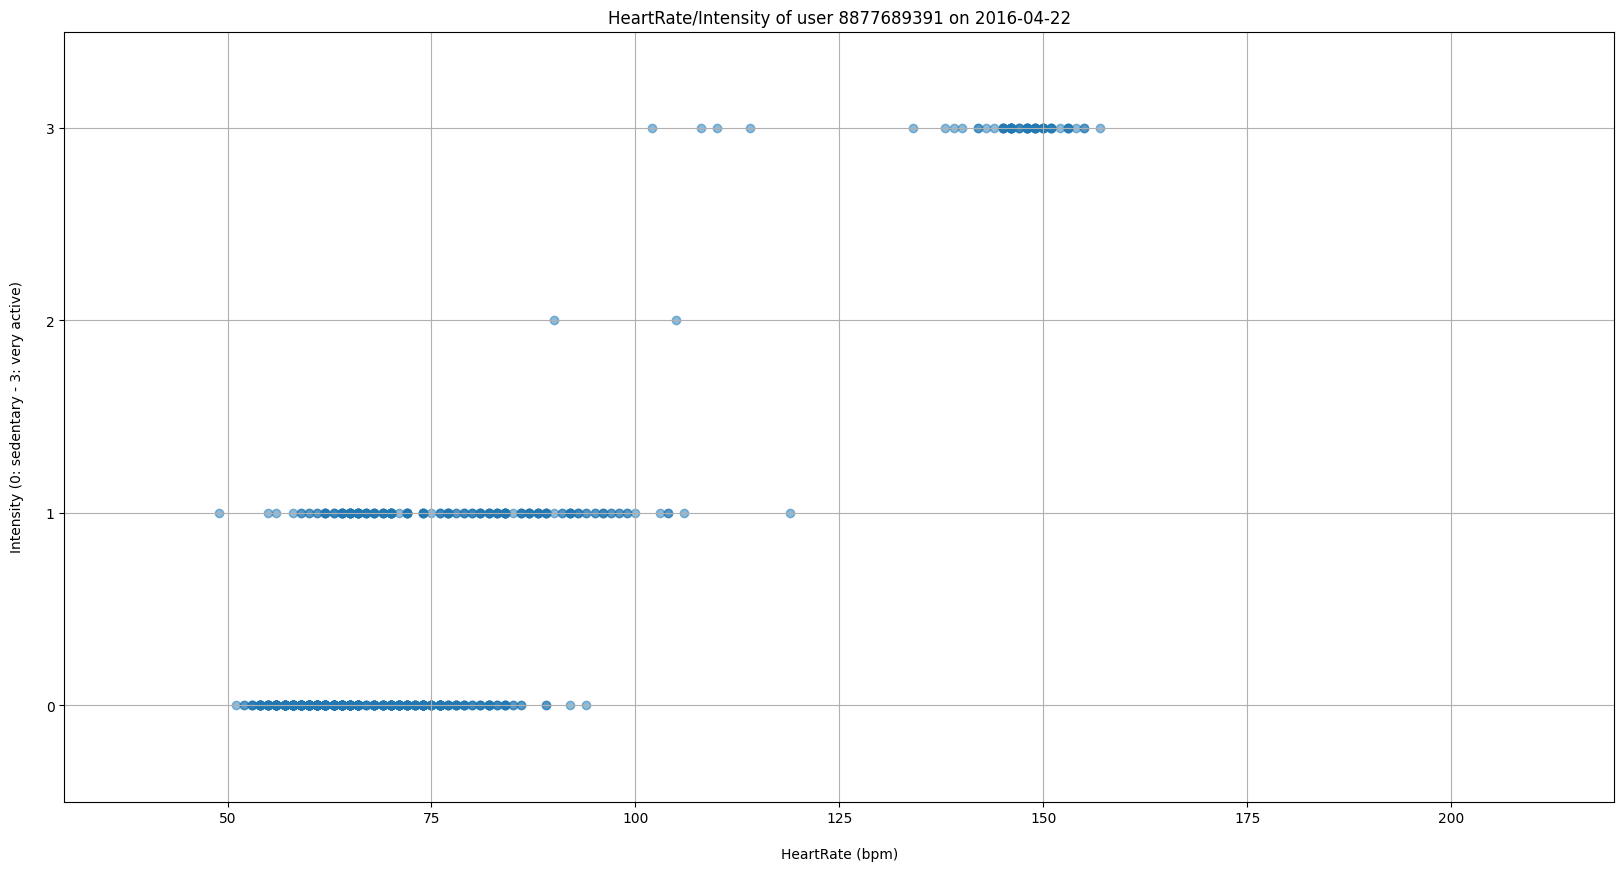 HeartRate/Intensity of user 8877689391 on 2016-04-22
Intensity (0: sedentary - 3: very active)
3
2
1
0
50 75 100 125 150 175 200
HeartRate (bpm)